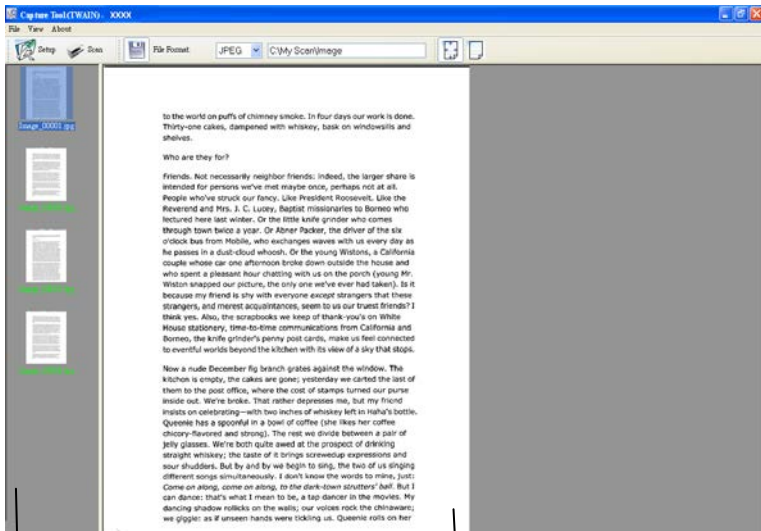 Capture Tool(TWAIN) - XXXX
File View About
Setup Scan File Format JPEG C:\My Scan\Image
Image_00001.jpg
to the world on puffs of chimney smoke. In four days our work is done.
Thirty-one cakes, dampened with whiskey, bask on windowsills and
shelves.
Who are they for?
Friends. Not necessarily neighbor friends: indeed, the larger share is
intended for persons we've met maybe once, perhaps not at all.
People who've struck our fancy. Like President Roosevelt. Like the
Reverend and Mrs. J. C. Lucey, Baptist missionaries to Borneo who
lectured here last winter. Or the little knife grinder who comes
through town twice a year. Or Abner Packer, the driver of the six
o'clock bus from Mobile, who exchanges waves with us every day as
he passes in a dust-cloud whoosh. Or the young Wistons, a California
couple whose car one afternoon broke down outside the house and
who spent a pleasant hour chatting with us on the porch (young Mr.
Wiston snapped our picture, the only one we've ever had taken). Is it
because my friend is shy with everyone except strangers that these
strangers, and merest acquaintances, seem to us our truest friends? I
think yes. Also, the scrapbooks we keep of thank-you's on White
House stationery, time-to-time communications from California and
Borneo, the knife grinder's penny post cards, make us feel connected
to eventful worlds beyond the kitchen with its view of a sky that stops.
Now a nude December fig branch grates against the window. The
kitchen is empty, the cakes are gone; yesterday we carted the last of
them to the post office, where the cost of stamps turned our purse
inside out. We're broke. That rather depresses me, but my friend
insists on celebrating—with two inches of whiskey left in Haha's bottle.
Queenie has a spoonful in a bowl of coffee (she likes her coffee
chicory-flavored and strong). The rest we divide between a pair of
jelly glasses. We're both quite awed at the prospect of drinking
straight whiskey; the taste of it brings screwedup expressions and
sour shudders. But by and by we begin to sing, the two of us singing
different songs simultaneously. I don't know the words to mine, just:
Come on along, come on along, to the dark-town strutters' ball. But I
can dance: that's what I mean to be, a tap dancer in the movies. My
dancing shadow rollicks on the walls; our voices rock the chinaware;
we giggle: as if unseen hands were tickling us. Queenie rolls on her